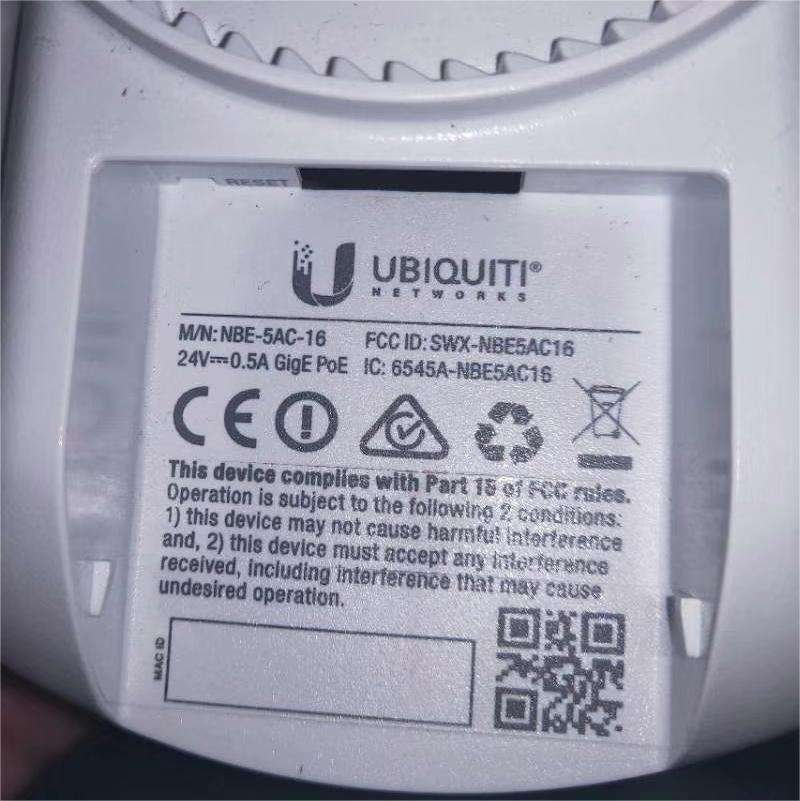 RESET
UBIQUITI®
NETWORKS
M/N: NBE-5AC-16 FCC ID: SWX-NBE5AC16
24V⎓0.5A GigE PoE IC: 6545A-NBE5AC16
CE
This device complies with Part 15 of FCC rules.
Operation is subject to the following 2 conditions:
1) this device may not cause harmful interference
and, 2) this device must accept any interference
received, including interference that may cause
undesired operation.
MAC ID